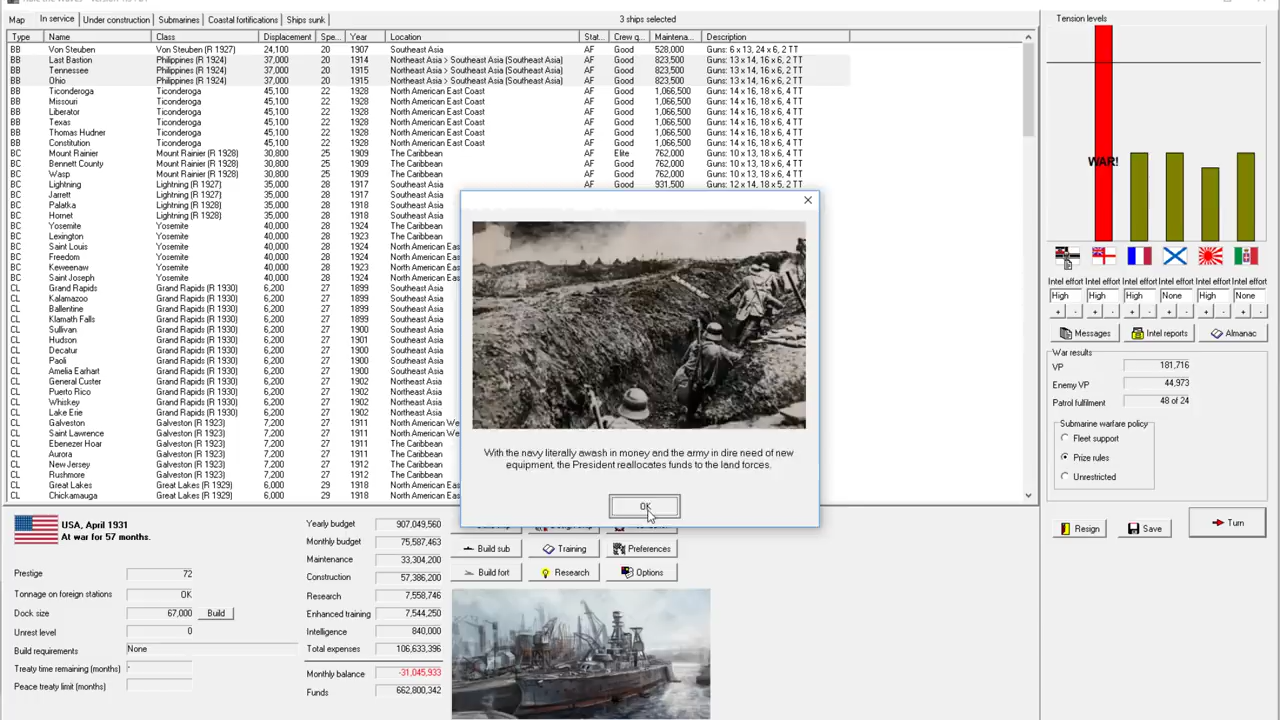 Map In service Under construction Submarines Coastal fortifications Ships sunk 3 ships selected
Type Name Class Displacement Spe... Year Location Stat... Crew q... Maintena... Description
BB Von Steuben Von Steuben (R 1927) 24,100 20 1907 Southeast Asia AF Good 528,000 Guns: 6 x 13, 24 x 6, 2 TT
BB Last Bastion Philippines (R 1924) 37,000 20 1914 Northeast Asia > Southeast Asia (Southeast Asia) AF Good 823,500 Guns: 13 x 14, 16 x 6, 2 TT
BB Tennessee Philippines (R 1924) 37,000 20 1915 Northeast Asia > Southeast Asia (Southeast Asia) AF Good 823,500 Guns: 13 x 14, 16 x 6, 2 TT
BB Ohio Philippines (R 1924) 37,000 20 1915 Northeast Asia > Southeast Asia (Southeast Asia) AF Good 823,500 Guns: 13 x 14, 16 x 6, 2 TT
BB Ticonderoga Ticonderoga 45,100 22 1928 North American East Coast AF Good 1,066,500 Guns: 14 x 16, 18 x 6, 4 TT
BB Missouri Ticonderoga 45,100 22 1928 North American East Coast AF Good 1,066,500 Guns: 14 x 16, 18 x 6, 4 TT
BB Liberator Ticonderoga 45,100 22 1928 North American East Coast AF Good 1,066,500 Guns: 14 x 16, 18 x 6, 4 TT
BB Texas Ticonderoga 45,100 22 1928 North American East Coast AF Good 1,066,500 Guns: 14 x 16, 18 x 6, 4 TT
BB Thomas Hudner Ticonderoga 45,100 22 1928 North American East Coast AF Good 1,066,500 Guns: 14 x 16, 18 x 6, 4 TT
BB Constitution Ticonderoga 45,100 22 1928 North American East Coast AF Good 1,066,500 Guns: 14 x 16, 18 x 6, 4 TT
BC Mount Rainier Mount Rainier (R 1928) 30,800 25 1909 The Caribbean AF Elite 762,000 Guns: 10 x 13, 18 x 6, 4 TT
BC Bennett County Mount Rainier (R 1928) 30,800 25 1909 The Caribbean AF Good 762,000 Guns: 10 x 13, 18 x 6, 4 TT
BC Wasp Mount Rainier (R 1928) 30,800 25 1909 The Caribbean AF Good 762,000 Guns: 10 x 13, 18 x 6, 4 TT
BC Lightning Lightning (R 1927) 35,000 28 1917 Southeast Asia AF Good 931,500 Guns: 12 x 14, 18 x 5, 2 TT
BC Jarrett Lightning (R 1928) 35,000 28 1917 Southeast Asia
BC Palatka Lightning (R 1928) 35,000 28 1918 Southeast Asia
BC Hornet Lightning (R 1928) 35,000 28 1918 Southeast Asia
BC Yosemite Yosemite 40,000 28 1924 The Caribbean
BC Lexington Yosemite 40,000 28 1923 The Caribbean
BC Saint Louis Yosemite 40,000 28 1924 North American E
BC Freedom Yosemite 40,000 28 1924 The Caribbean
BC Keweenaw Yosemite 40,000 28 1923 North American E
BC Saint Joseph Yosemite 40,000 28 1924 North American E
CL Grand Rapids Grand Rapids (R 1930) 6,200 27 1899 Southeast Asia
CL Kalamazoo Grand Rapids (R 1930) 6,200 27 1899 Southeast Asia
CL Ballentine Grand Rapids (R 1930) 6,200 27 1899 Southeast Asia
CL Klamath Falls Grand Rapids (R 1930) 6,200 27 1899 Southeast Asia
CL Sullivan Grand Rapids (R 1930) 6,200 27 1900 Southeast Asia
CL Hudson Grand Rapids (R 1930) 6,200 27 1901 Southeast Asia
CL Decatur Grand Rapids (R 1930) 6,200 27 1900 Southeast Asia
CL Paoli Grand Rapids (R 1930) 6,200 27 1900 Southeast Asia
CL Amelia Earhart Grand Rapids (R 1930) 6,200 27 1900 Southeast Asia
CL General Custer Grand Rapids (R 1930) 6,200 27 1902 Northeast Asia
CL Puerto Rico Grand Rapids (R 1930) 6,200 27 1902 Northeast Asia
CL Whiskey Grand Rapids (R 1930) 6,200 27 1902 Northeast Asia
CL Lake Erie Grand Rapids (R 1930) 6,200 27 1902 Northeast Asia
CL Galveston Galveston (R 1923) 7,200 27 1911 North American We
CL Saint Lawrence Galveston (R 1923) 7,200 27 1911 North American We
CL Ebenezer Hoar Galveston (R 1923) 7,200 27 1911 The Caribbean
CL Aurora Galveston (R 1923) 7,200 27 1911 The Caribbean
CL New Jersey Galveston (R 1923) 7,200 27 1912 The Caribbean
CL Rushmore Galveston (R 1923) 7,200 27 1912 The Caribbean
CL Great Lakes Great Lakes (R 1929) 6,000 29 1918 North American E
CL Chickamauga Great Lakes (R 1929) 6,000 29 1918 North American E
With the navy literally awash in money and the army in dire need of new
equipment, the President reallocates funds to the land forces.
OK
Tension levels
WAR!
Intel effort Intel effort Intel effort Intel effort Intel effort Intel effort
High High High None High None
+ - + - + - + - + - + -
Messages Intel reports Almanac
War results
VP 181,716
Enemy VP 44,973
Patrol fulfilment 48 of 24
Submarine warfare policy
Fleet support
Prize rules
Unrestricted
Resign Save Turn
USA, April 1931
At war for 57 months.
Prestige 72
Tonnage on foreign stations OK
Dock size 67,000 Build
Unrest level 0
Build requirements None
Treaty time remaining (months) -
Peace treaty limit (months)
Yearly budget 907,049,560
Monthly budget 75,587,463
Maintenance 33,304,200
Construction 57,386,200
Research 7,558,746
Enhanced training 7,544,250
Intelligence 840,000
Total expenses 106,633,396
Monthly balance -31,045,933
Funds 662,800,342
Build sub Training Preferences
Build fort Research Options